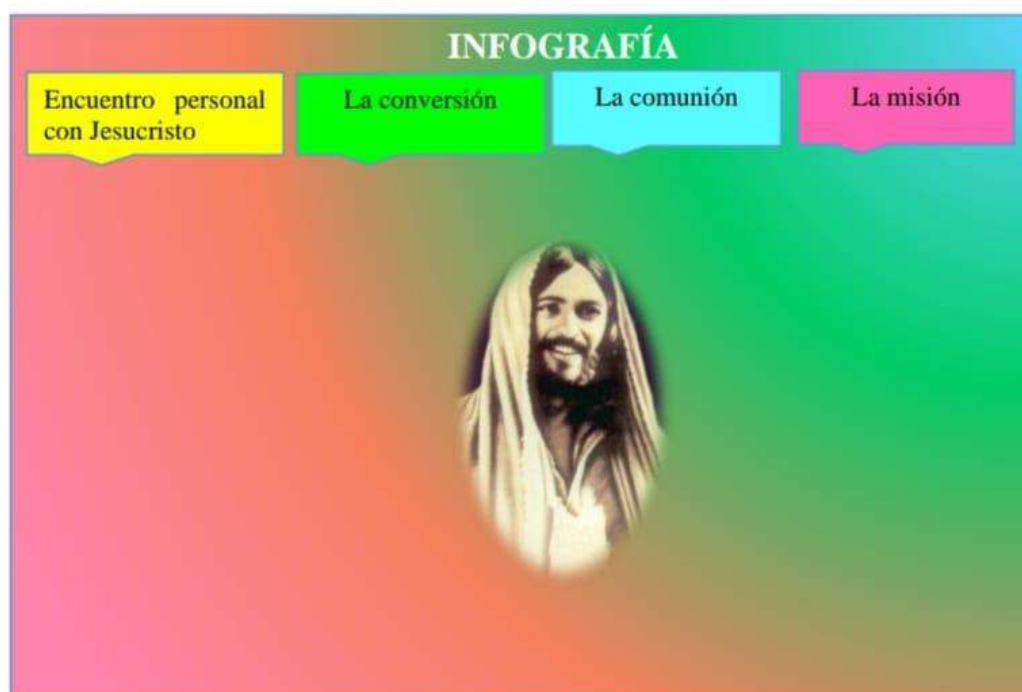 INFOGRAFÍA
Encuentro personal
con Jesucristo
La conversión
La comunión
La misión